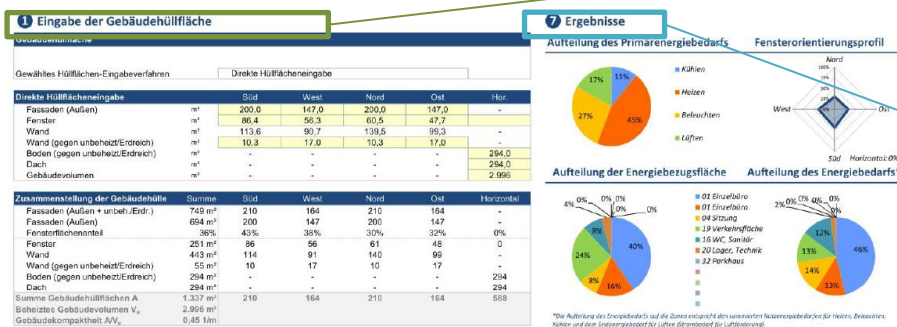 1 Eingabe der Gebäudehüllfläche
Gebäudehüllfläche
Gewähltes Hüllflächen-Eingabeverfahren Direkte Hüllflächeneingabe
Direkte Hüllflächeneingabe Süd West Nord Ost Hor.
Fassaden (Außen) m² 200,0 147,0 200,0 147,0 -
Fenster m² 86,4 56,3 60,5 47,7
Wand m² 113,6 90,7 139,5 99,3 -
Wand (gegen unbeheizt/Erdreich) m² 10,3 17,0 10,3 17,0 -
Boden (gegen unbeheizt/Erdreich) m² - - - - 294,0
Dach m² - - - - 294,0
Gebäudevolumen m³ - - - - 2.996
Zusammenstellung der Gebäudehülle Summe Süd West Nord Ost Horizontal
Fassaden (Außen + unbeh./Erdr.) 749 m² 210 164 210 164 -
Fassaden (Außen) 694 m² 200 147 200 147 -
Fensterflächenanteil 36% 43% 38% 30% 32% 0%
Fenster 251 m² 86 56 61 48 0
Wand 443 m² 114 91 140 99 -
Wand (gegen unbeheizt/Erdreich) 55 m² 10 17 10 17 -
Boden (gegen unbeheizt/Erdreich) 294 m² - - - - 294
Dach 294 m² - - - - 294
Summe Gebäudehüllflächen A 1.337 m² 210 164 210 164 588
Beheiztes Gebäudevolumen Ve 2.996 m³
Gebäudekompaktheit A/Ve 0,45 1/m
7 Ergebnisse
Aufteilung des Primärenergiebedarfs
11%
45%
27%
17%
Kühlen
Heizen
Beleuchten
Lüften
Fensterorientierungsprofil
Nord
100%
West
Ost
Süd
Horizontal: 0%
Aufteilung der Energiebezugsfläche
4% 0% 0% 0% 0%
8%
40%
24%
8%
16%
01 Einzelbüro
01 Einzelbüro
04 Sitzung
19 Verkehrsfläche
16 WC, Sanitär
20 Lager, Technik
32 Parkhaus
Aufteilung des Energiebedarfs*
2% 0% 0% 0% 0%
12%
46%
13%
14%
13%
*Die Aufteilung des Energiebedarfs auf die Zonen entspricht den summierten Nutzenergiebedarfen für Heizen, Beleuchten,
Kühlen und dem Endenergiebedarf für Lüften (Strombedarf für Luftförderung).